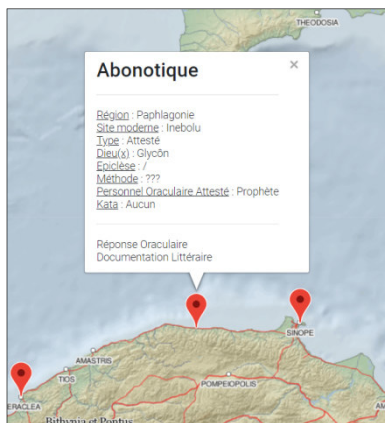 THEODOSIA
Abonotique
×
Région : Paphlagonie
Site moderne : Inebolu
Type : Attesté
Dieu(x) : Glycôn
Epiclèse : /
Méthode : ???
Personnel Oraculaire Attesté : Prophète
Kata : Aucun
Réponse Oraculaire
Documentation Littéraire
SINOPE
AMASTRIS
TIOS
POMPEIOPOLIS
ERACLEA
AM
Bithynia et Pontus